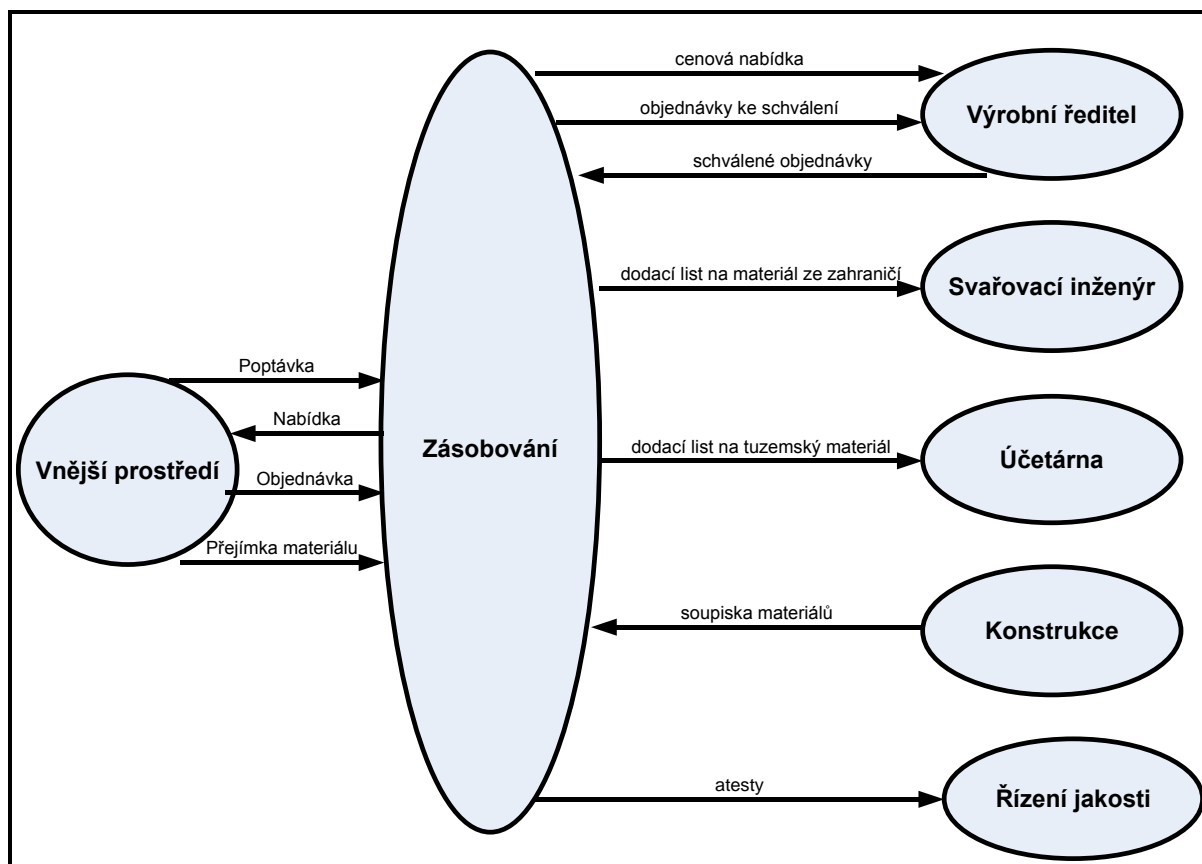 cenová nabídka
Výrobní ředitel
objednávky ke schválení
schválené objednávky
dodací list na materiál ze zahraničí
Svařovací inženýr
Poptávka
Nabídka
Vnější prostředí
Objednávka
Přejímka materiálu
Zásobování
dodací list na tuzemský materiál
Účetárna
soupiska materiálů
Konstrukce
atesty
Řízení jakosti